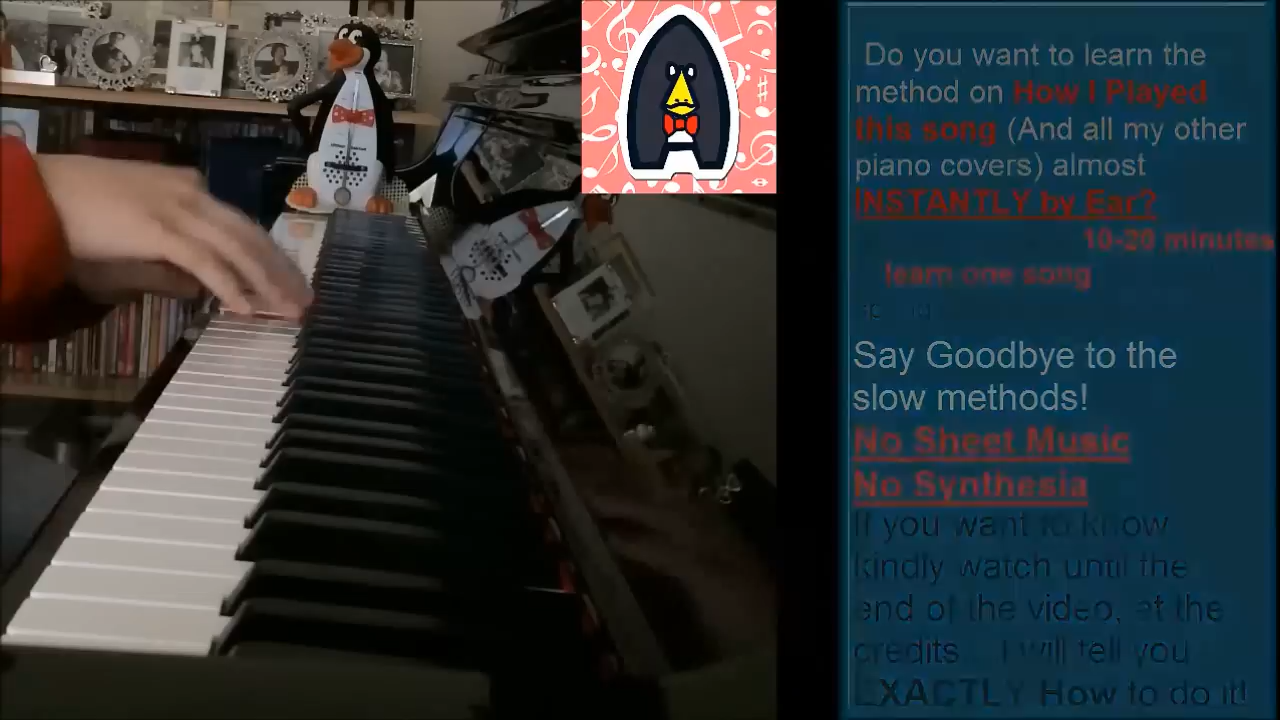 Do you want to learn the
method on How I Played
this song (And all my other
piano covers) almost
INSTANTLY by Ear?
10-20 minutes
learn one song
Say Goodbye to the
slow methods!
No Sheet Music
No Synthesia
If you want to know
kindly watch until the
end of the video, at the
credits... I will tell you
EXACTLY How to do it!